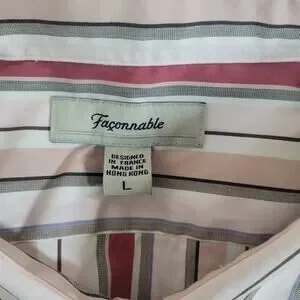 Façonnable
DESIGNED
IN FRANCE
MADE IN
HONG KONG
L